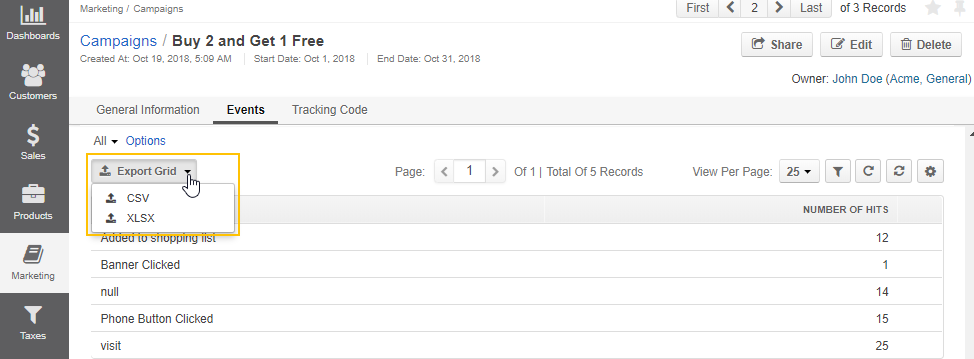 Marketing / Campaigns
First 2 Last of 3 Records
Dashboards
Campaigns / Buy 2 and Get 1 Free
Share Edit Delete
Created At: Oct 19, 2018, 5:09 AM Start Date: Oct 1, 2018 End Date: Oct 31, 2018
Owner: John Doe (Acme, General)
Customers
General Information Events Tracking Code
Sales
All Options
Export Grid Page: 1 Of 1 | Total Of 5 Records View Per Page: 25
CSV
Products
XLSX
NUMBER OF HITS
Added to shopping list 12
Banner Clicked 1
Marketing
null 14
Phone Button Clicked 15
Taxes
visit 25